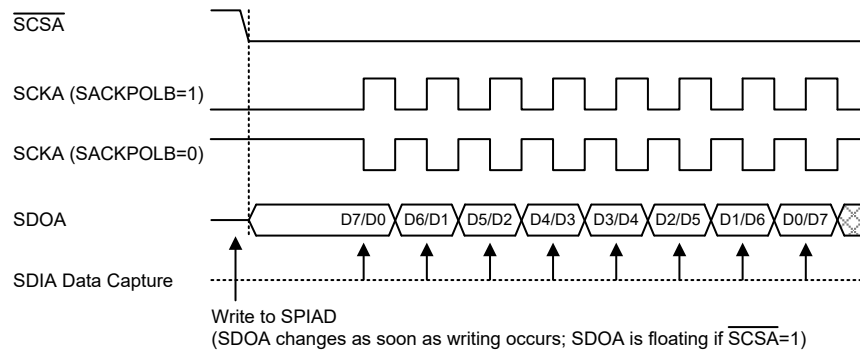 SCSA
SCKA (SACKPOLB=1)
SCKA (SACKPOLB=0)
SDOA
D7/D0 D6/D1 D5/D2 D4/D3 D3/D4 D2/D5 D1/D6 D0/D7
SDIA Data Capture
Write to SPIAD
(SDOA changes as soon as writing occurs; SDOA is floating if SCSA=1)